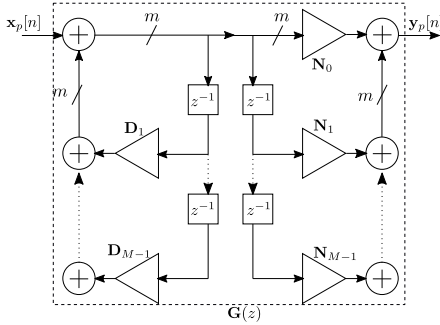 x_p[n]
m
m
y_p[n
N_0
m
m
z^{-1}
z^{-1}
D_1
N_1
z^{-1}
z^{-1}
D_{M-1}
N_{M-1}
G(z)